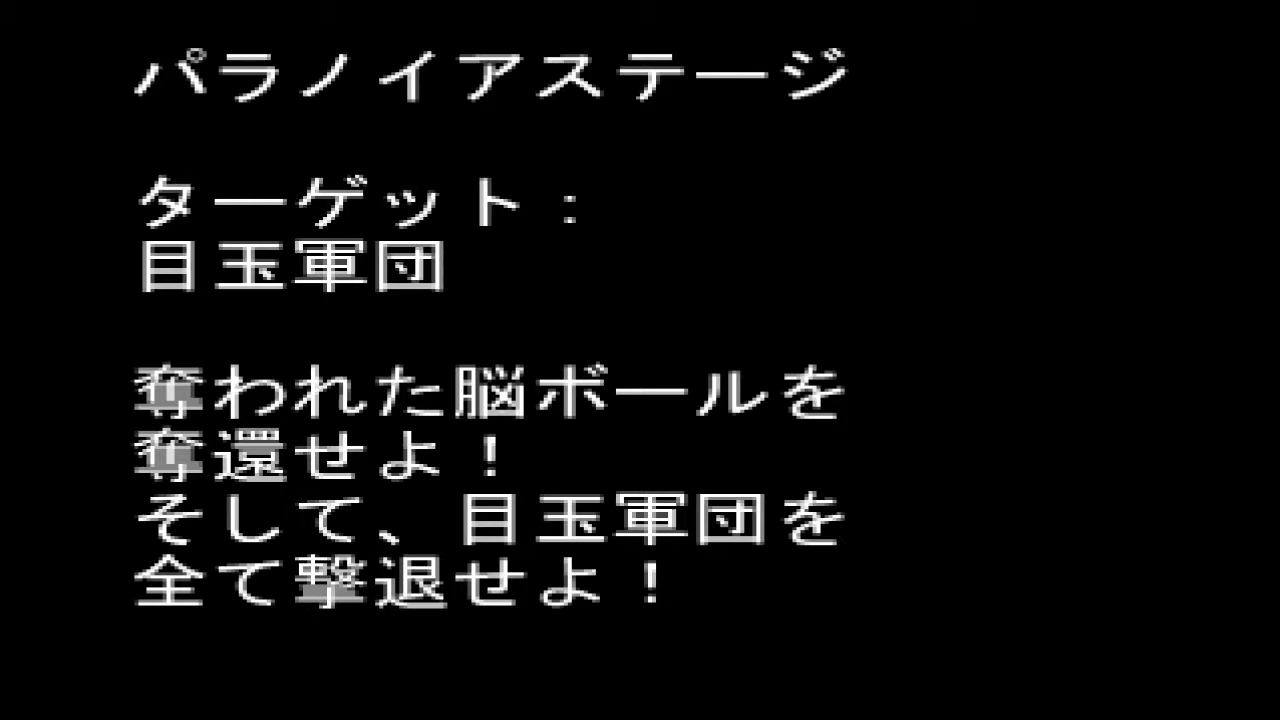 パラノイアステージ
ターゲット：
目玉軍団
奪われた脳ボールを
奪還せよ！
そして、目玉軍団を
全て撃退せよ！